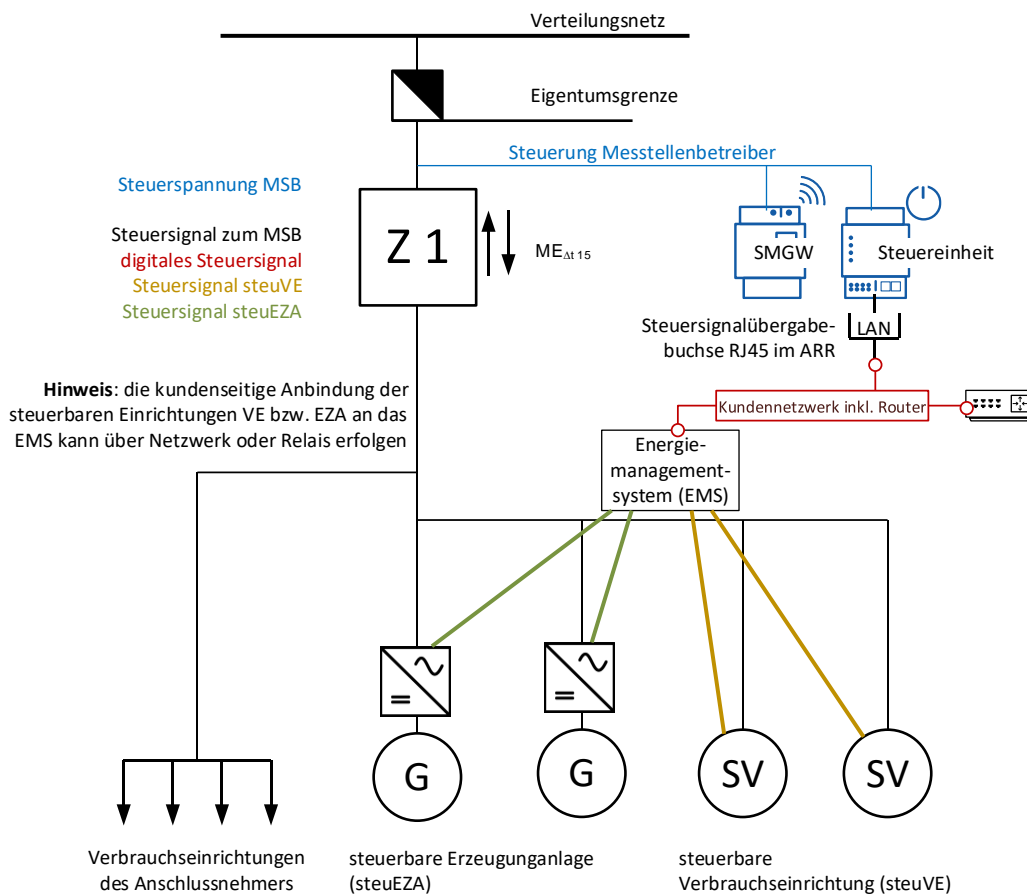 Verteilungsnetz
Eigentumsgrenze
Steuerung Messtellenbetreiber
Steuerspannung MSB
Steuersignal zum MSB
digitales Steuersignal
Steuersignal steuVE
Steuersignal steuEZA
Z 1
ME Δt 15
SMGW
Steuereinheit
Steuersignalübergabe-
buchse RJ45 im ARR
LAN
Hinweis: die kundenseitige Anbindung der
steuerbaren Einrichtungen VE bzw. EZA an das
EMS kann über Netzwerk oder Relais erfolgen
Kundennetzwerk inkl. Router
Energie-
management-
system (EMS)
G
G
SV
SV
Verbrauchseinrichtungen
des Anschlussnehmers
steuerbare Erzeugunganlage
(steuEZA)
steuerbare
Verbrauchseinrichtung (steuVE)